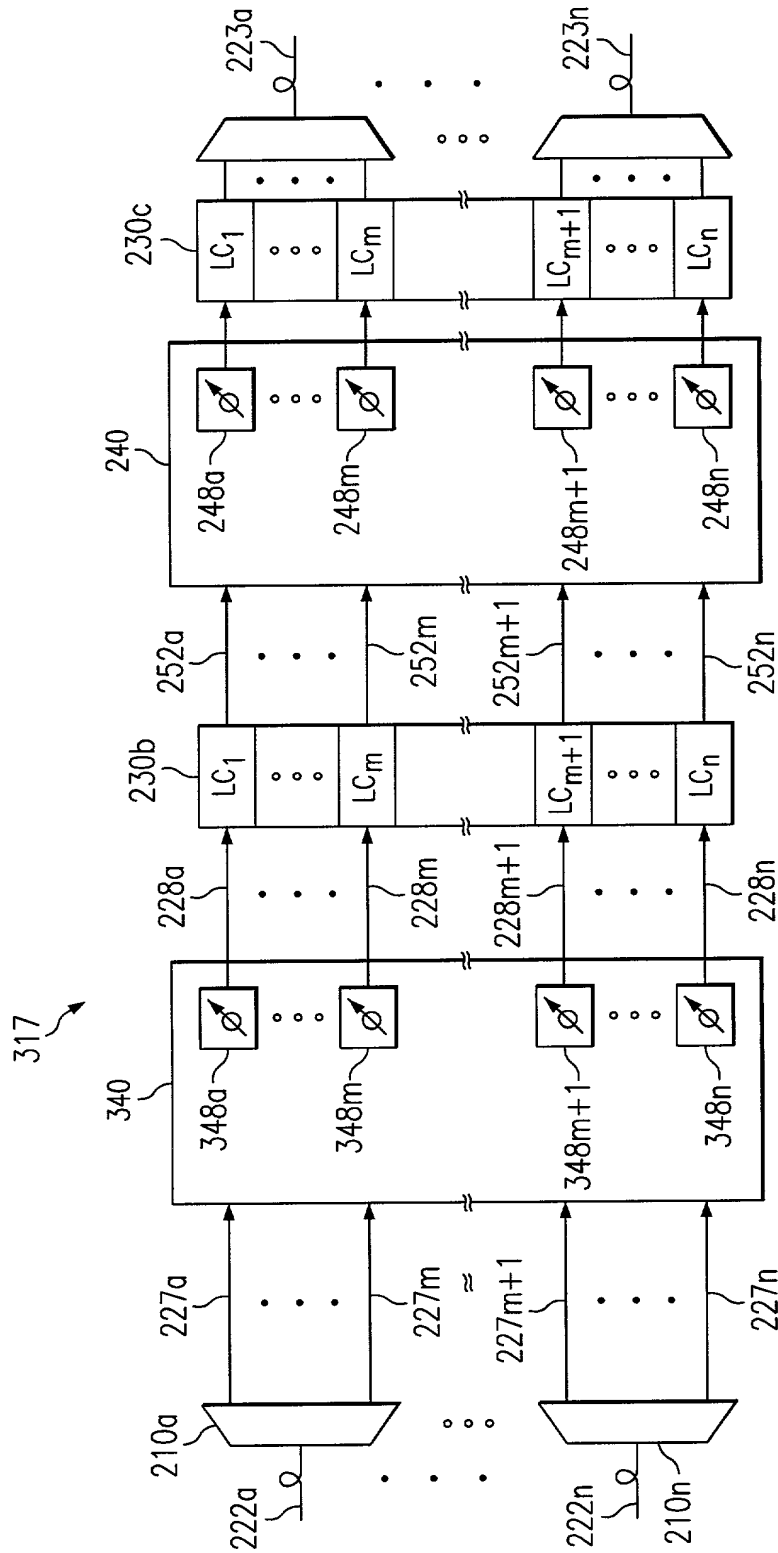 317
222a
210a
227a
227m
227m+1
227n
222n
210n
340
348a
348m
348m+1
348n
228a
228m
228m+1
228n
230b
LC1
LCm
LCm+1
LCn
252a
252m
252m+1
252n
240
248a
248m
248m+1
248n
230c
LC1
LCm
LCm+1
LCn
223a
223n